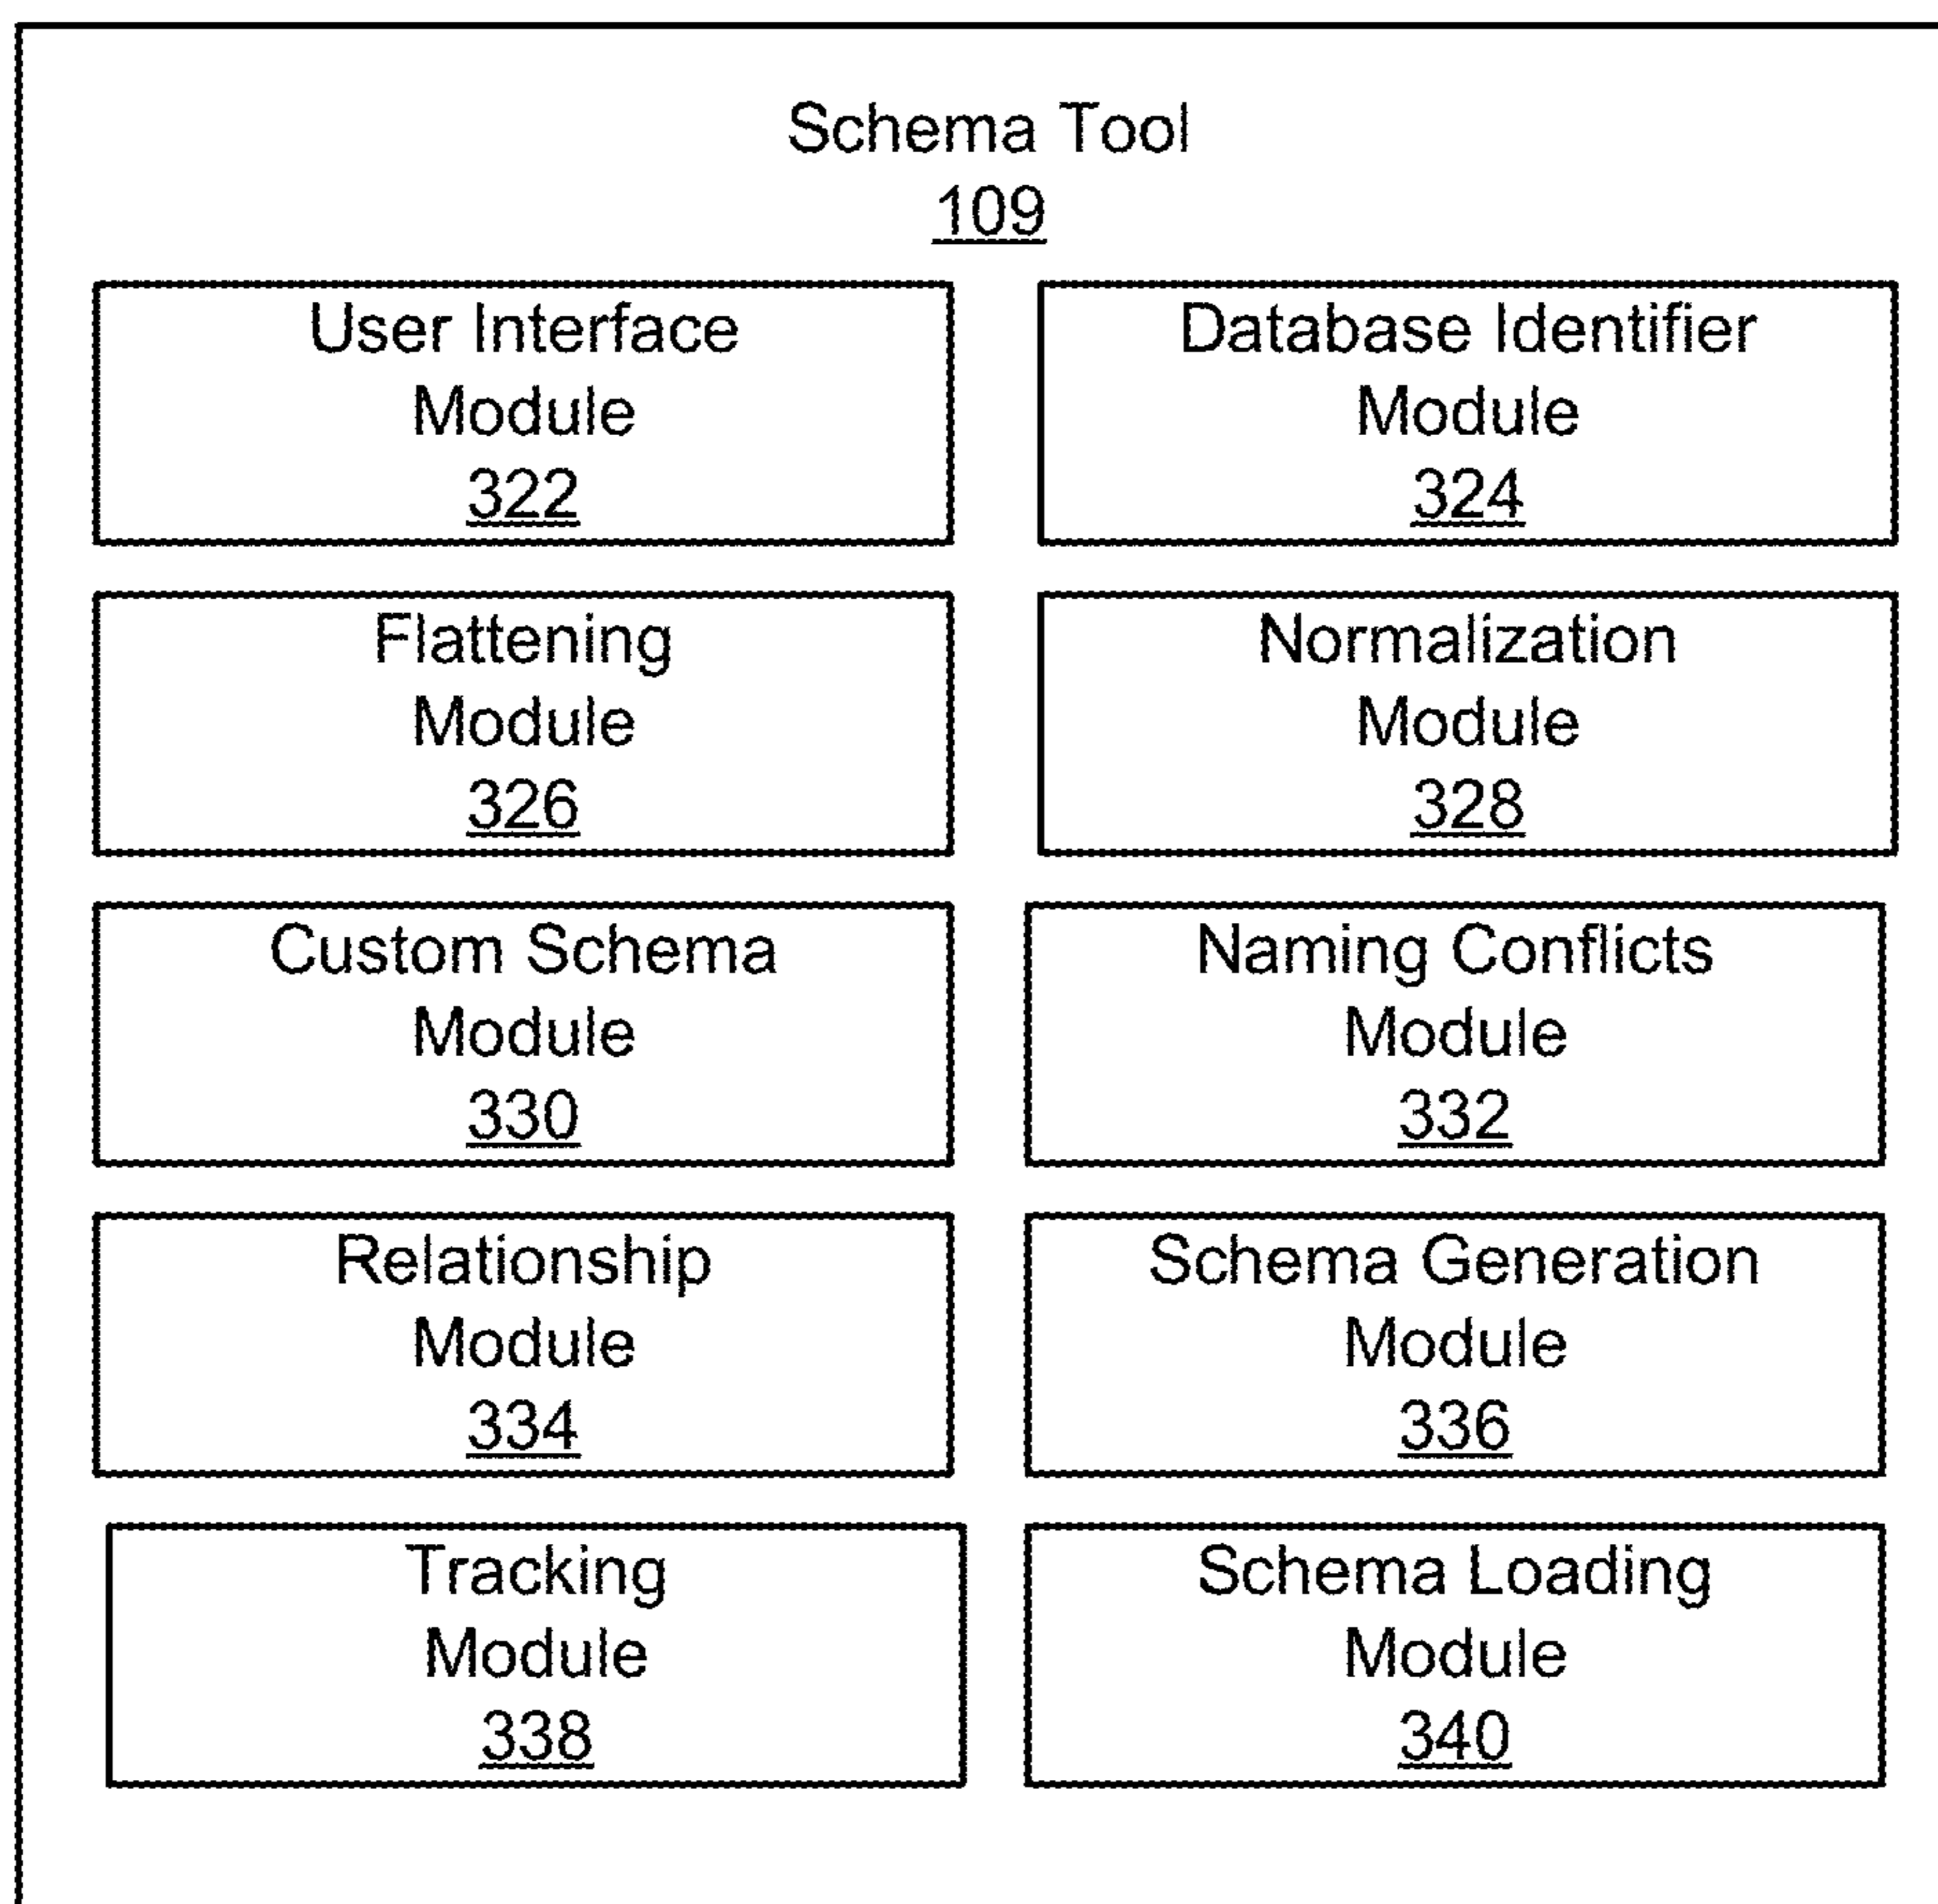 Schema Tool
109
User Interface
Module
322
Database Identifier
Module
324
Flattening
Module
326
Normalization
Module
328
Custom Schema
Module
330
Naming Conflicts
Module
332
Relationship
Module
334
Schema Generation
Module
336
Tracking
Module
338
Schema Loading
Module
340